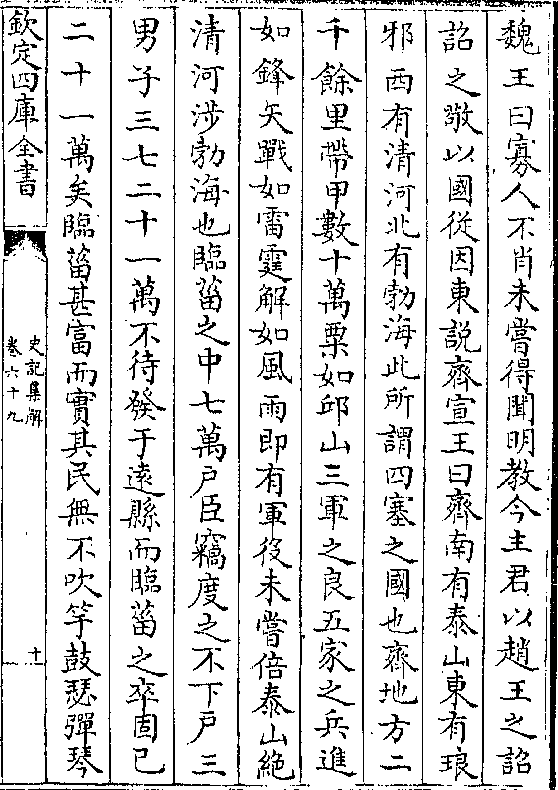 魏王曰寡人不肖未嘗得聞明教今主君以趙王之詔
詔之敬以國從因東説齊宣王曰齊南有泰山東有琅
邪西有清河北有勃海此所謂四塞之國也齊地方二
千餘里帶甲數十萬粟如邱山三軍之良五家之兵進
如鋒矢戰如雷霆解如風雨即有軍役未嘗倍泰山絶
清河涉勃海也臨菑之中七萬户臣竊度之不下户三
男子三七二十一萬不待發于逺縣而臨菑之卒固已
二十一萬矣臨菑甚富而實其民無不吹竽鼓瑟彈琴
欽定四庫全書
史記集解
卷六十九
十